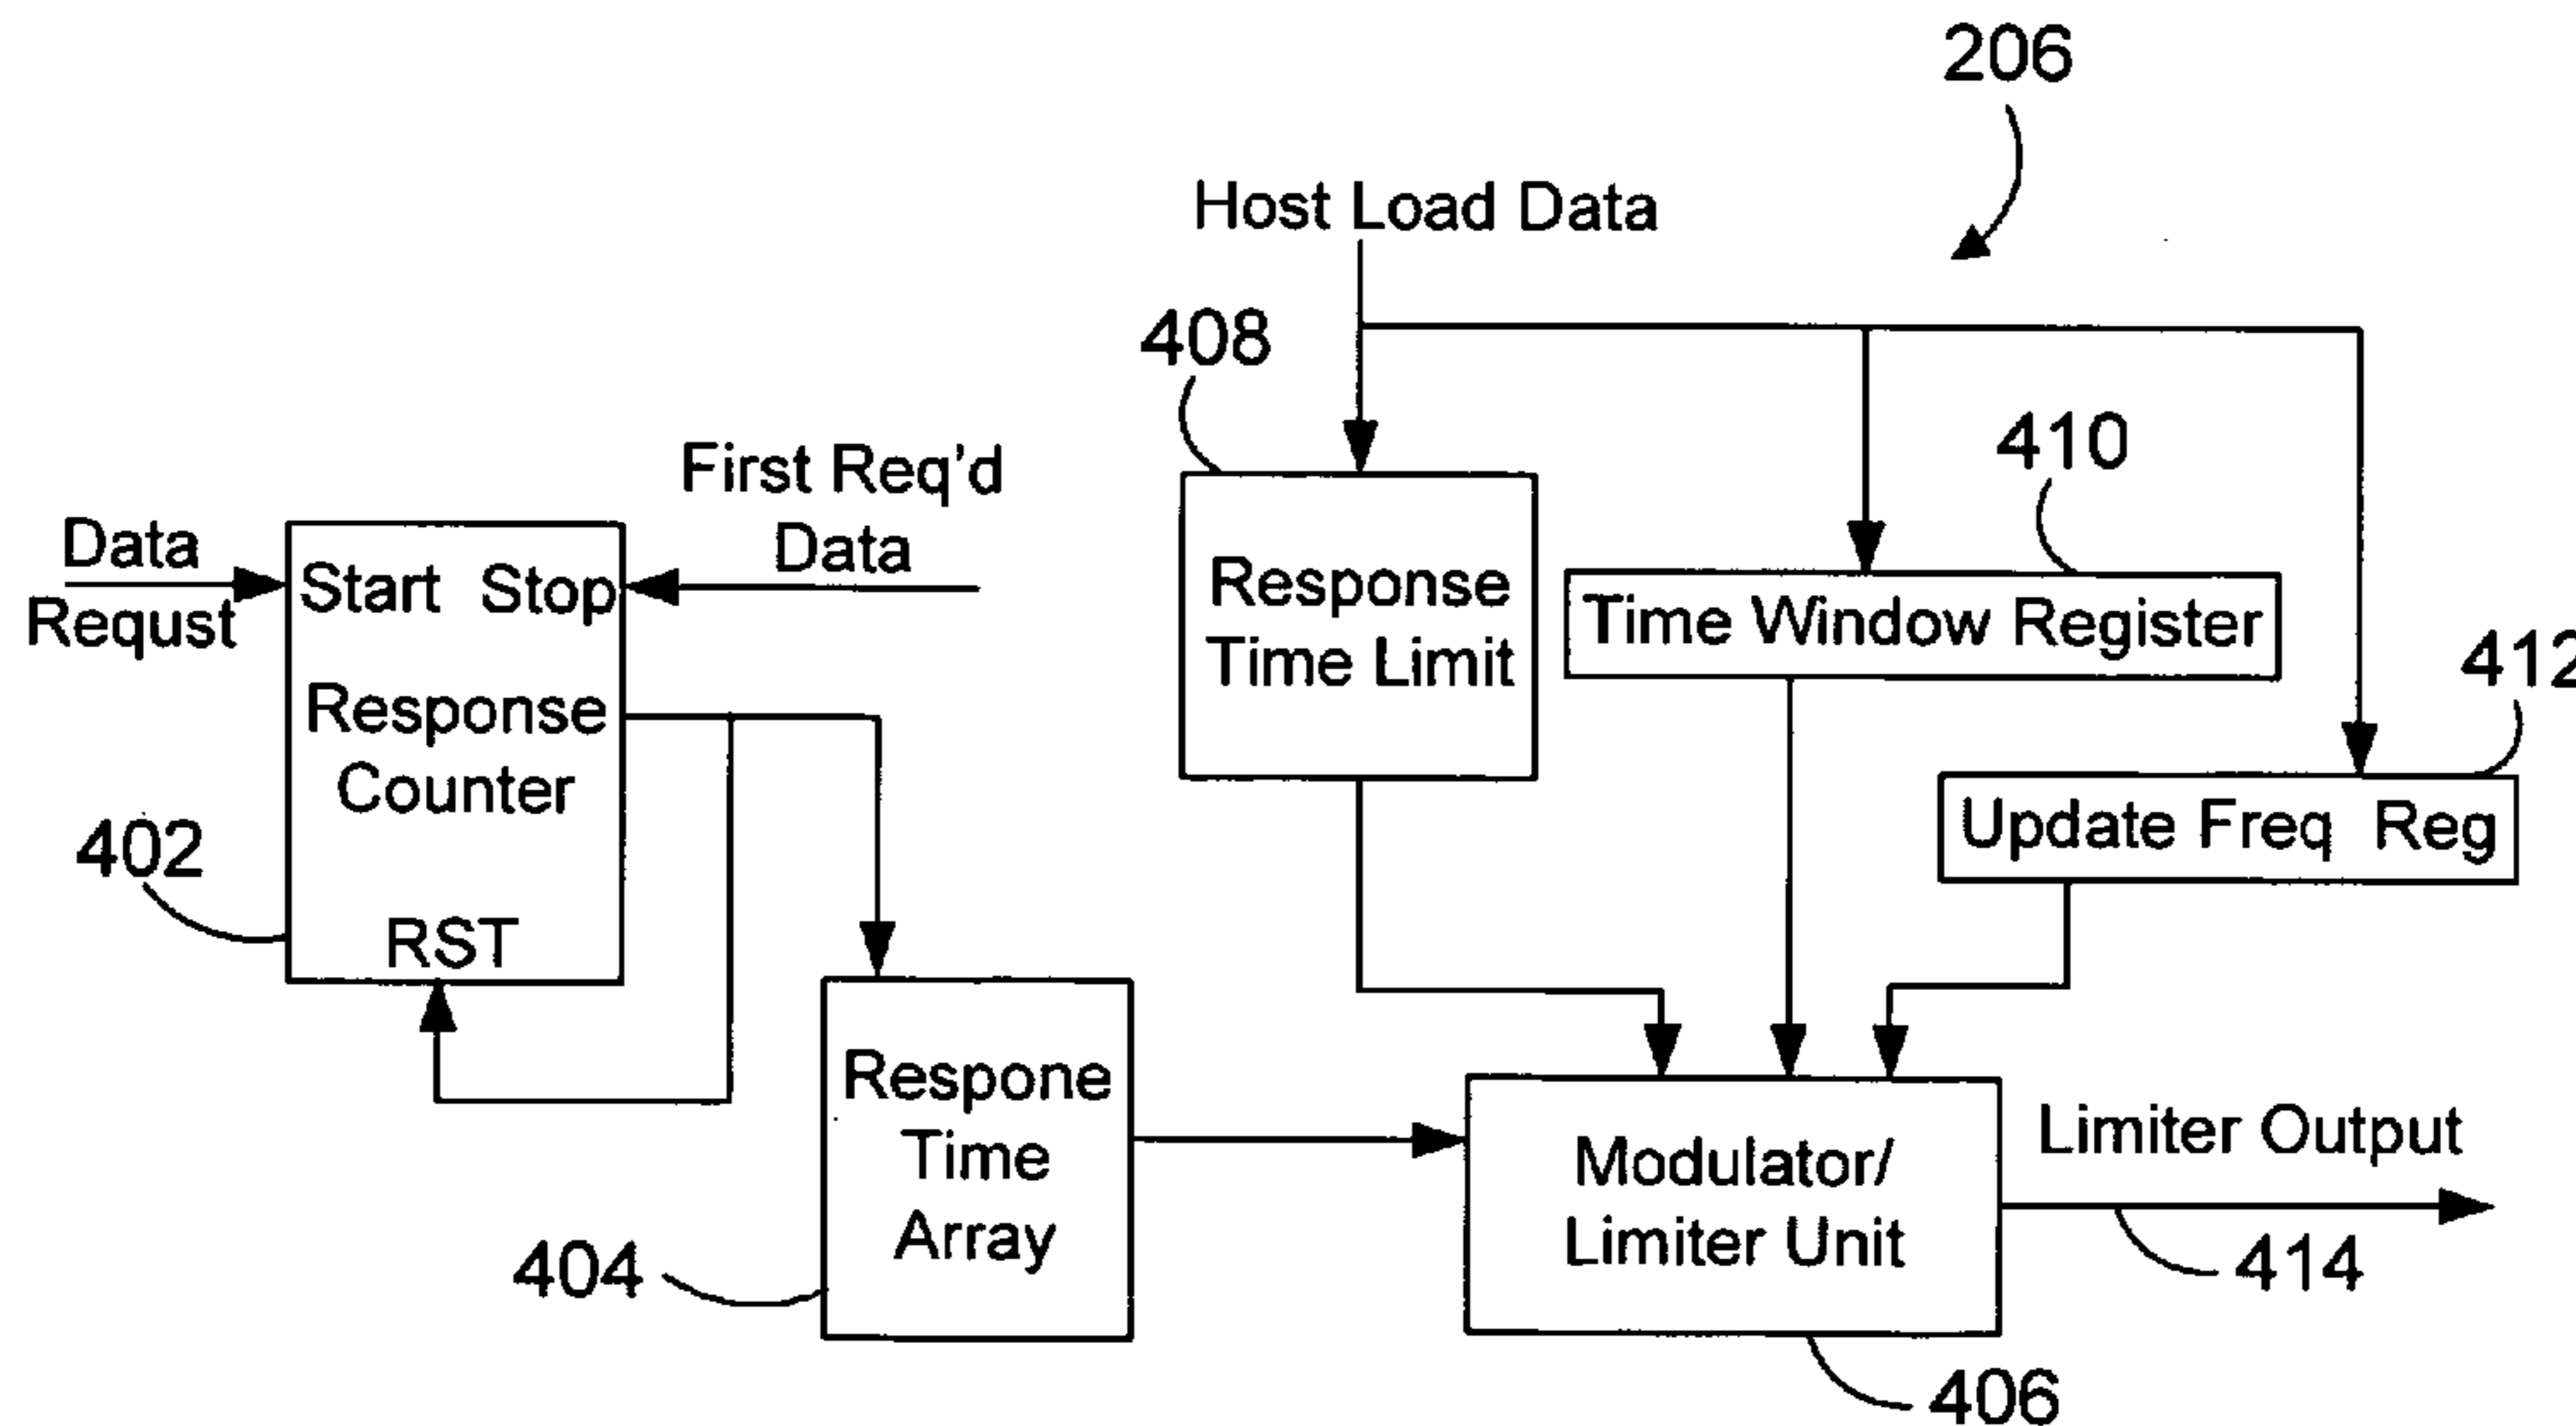 206
Host Load Data
408
410
First Req'd
Data
Data
Requst
Start Stop
Response
Counter
RST
402
Response
Time Limit
Time Window Register
412
Update Freq Reg
Respone
Time
Array
404
Modulator/
Limiter Unit
406
Limiter Output
414